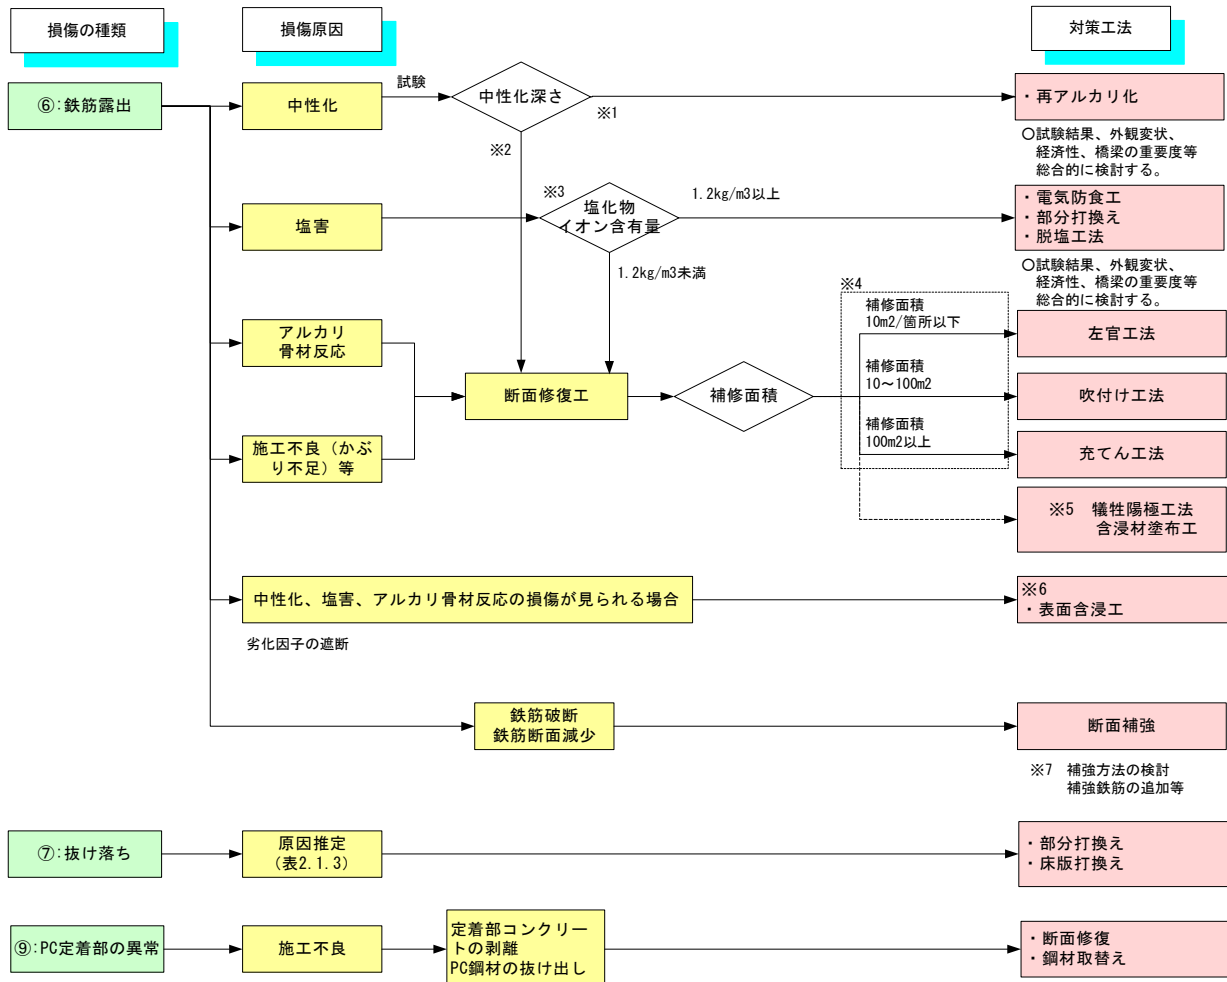 損傷の種類
損傷原因
対策工法
⑥:鉄筋露出
中性化
試験
中性化深さ
※1
※2
・再アルカリ化
〇試験結果、外観変状、
経済性、橋梁の重要度等
総合的に検討する。
塩害
※3
塩化物
イオン含有量
1.2kg/m3以上
1.2kg/m3未満
・電気防食工
・部分打換え
・脱塩工法
〇試験結果、外観変状、
経済性、橋梁の重要度等
総合的に検討する。
アルカリ
骨材反応
施工不良（かぶ
り不足）等
断面修復工
補修面積
※4
補修面積
10m2/箇所以下
左官工法
補修面積
10～100m2
吹付け工法
補修面積
100m2以上
充てん工法
※5　犠牲陽極工法
含浸材塗布工
中性化、塩害、アルカリ骨材反応の損傷が見られる場合
劣化因子の遮断
※6
・表面含浸工
鉄筋破断
鉄筋断面減少
断面補強
※7　補強方法の検討
補強鉄筋の追加等
⑦:抜け落ち
原因推定
(表2.1.3)
・部分打換え
・床版打換え
⑨:PC定着部の異常
施工不良
定着部コンクリー
トの剥離
PC鋼材の抜け出し
・断面修復
・鋼材取替え